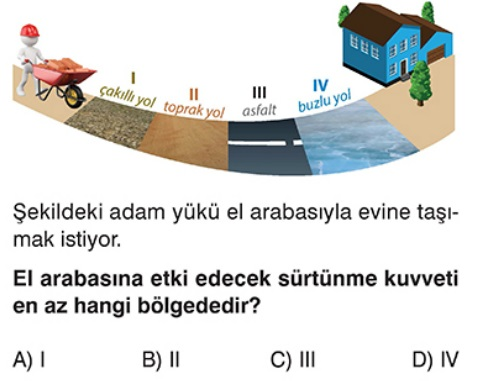 I
çakıllı yol
II
toprak yol
III
asfalt
IV
buzlu yol
Şekildeki adam yükü el arabasıyla evine taşı-
mak istiyor.
El arabasına etki edecek sürtünme kuvveti
en az hangi bölgededir?
A) I B) II C) III D) IV